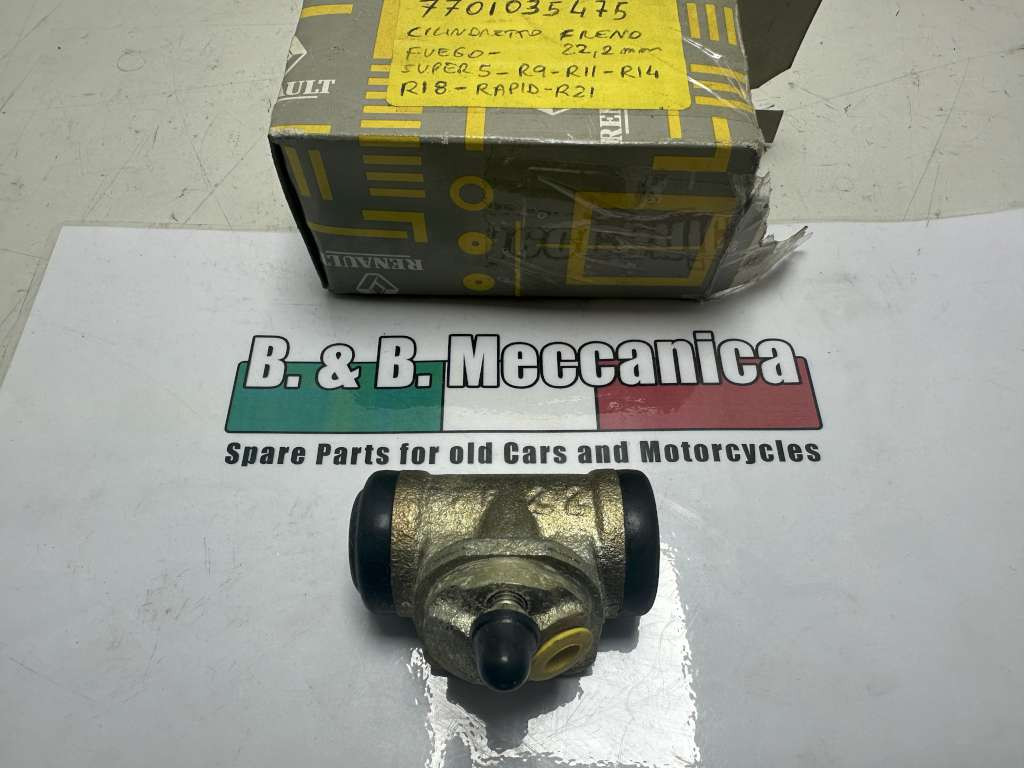 7701035475
CILINDRETTO FRENO
FUEGO - 22,2 mm
SUPER 5 - R9 - R11 - R14
R18 - RAPID - R21
RENAULT
B. & B. Meccanica
Spare Parts for old Cars and Motorcycles